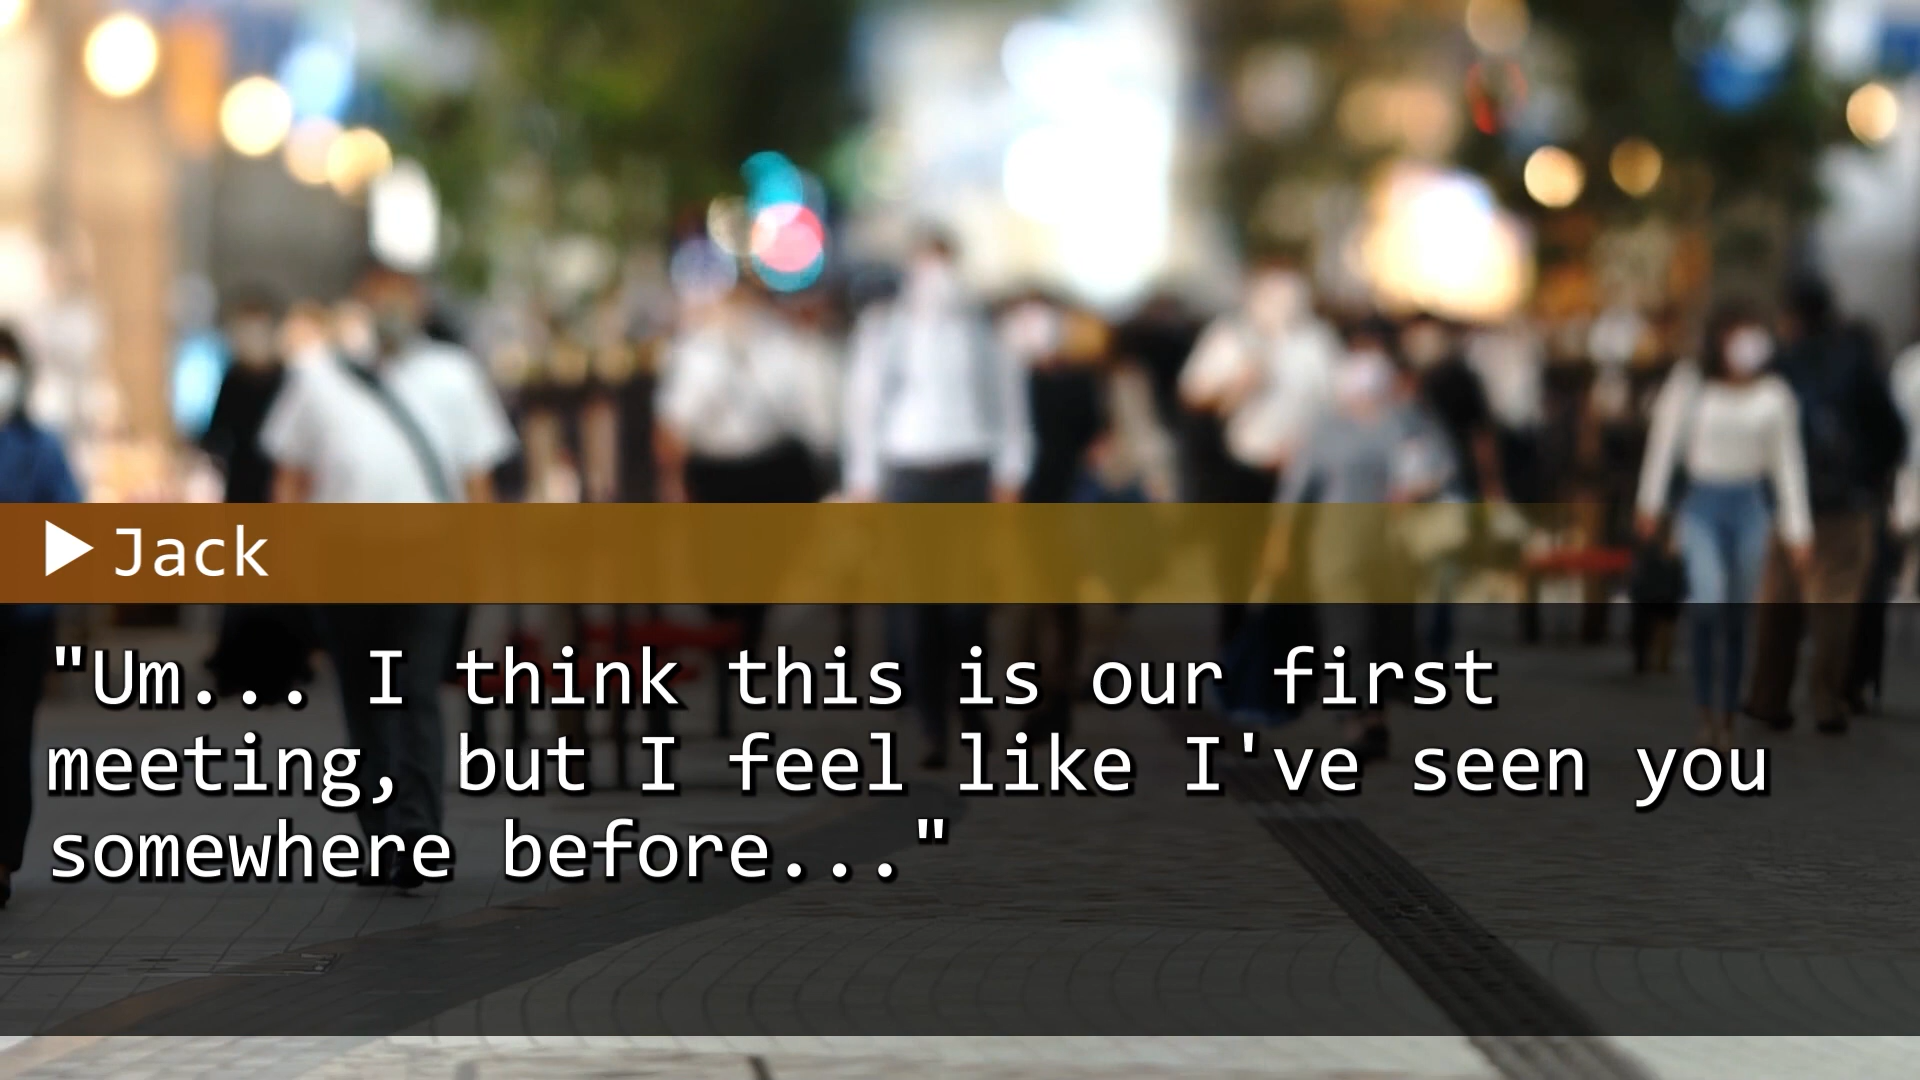 ▶ Jack
"Um... I think this is our first
meeting, but I feel like I've seen you
somewhere before..."